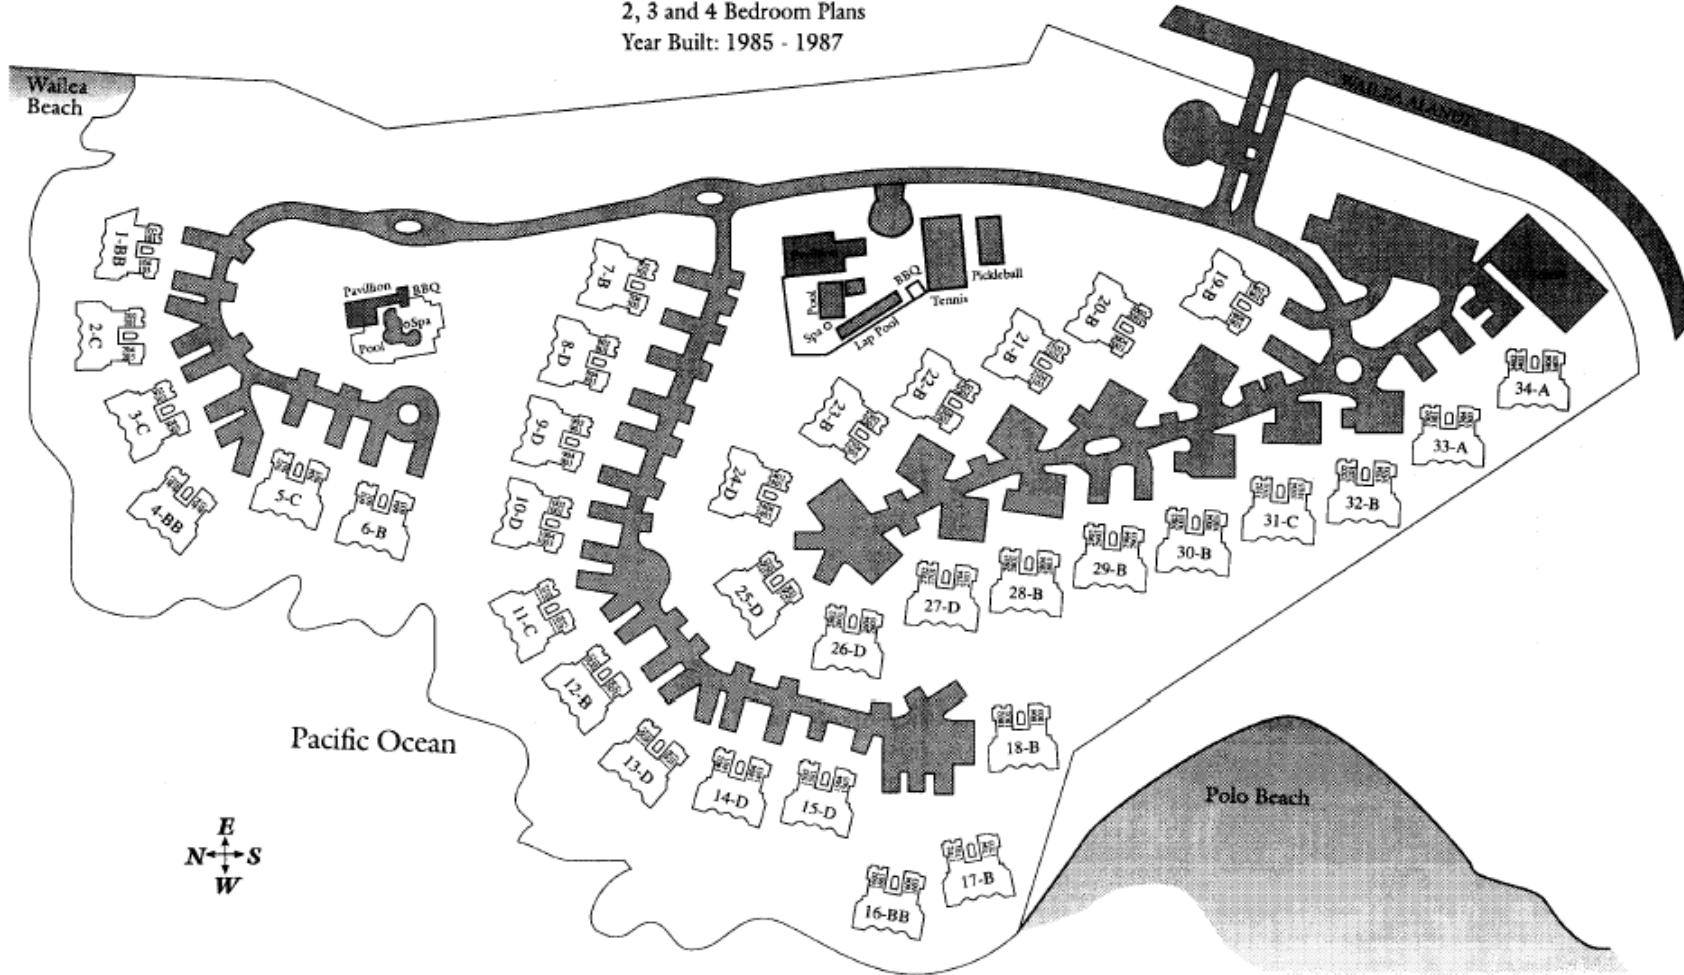 2, 3 and 4 Bedroom Plans
Year Built: 1985 - 1987
Wailea
Beach
WAILEA ALANUI
1-BB
2-C
3-C
4-BB
5-C
6-B
Pavillion
BBQ
Spa
Pool
7-B
8-D
9-D
10-D
11-C
12-B
13-D
14-D
15-D
16-BB
17-B
18-B
Pool
Spa
Lap Pool
BBQ
Tennis
Pickleball
19-B
20-B
21-B
22-B
23-B
24-D
25-D
26-D
27-D
28-B
29-B
30-B
31-C
32-B
33-A
34-A
Pacific Ocean
Polo Beach
E
N S
W